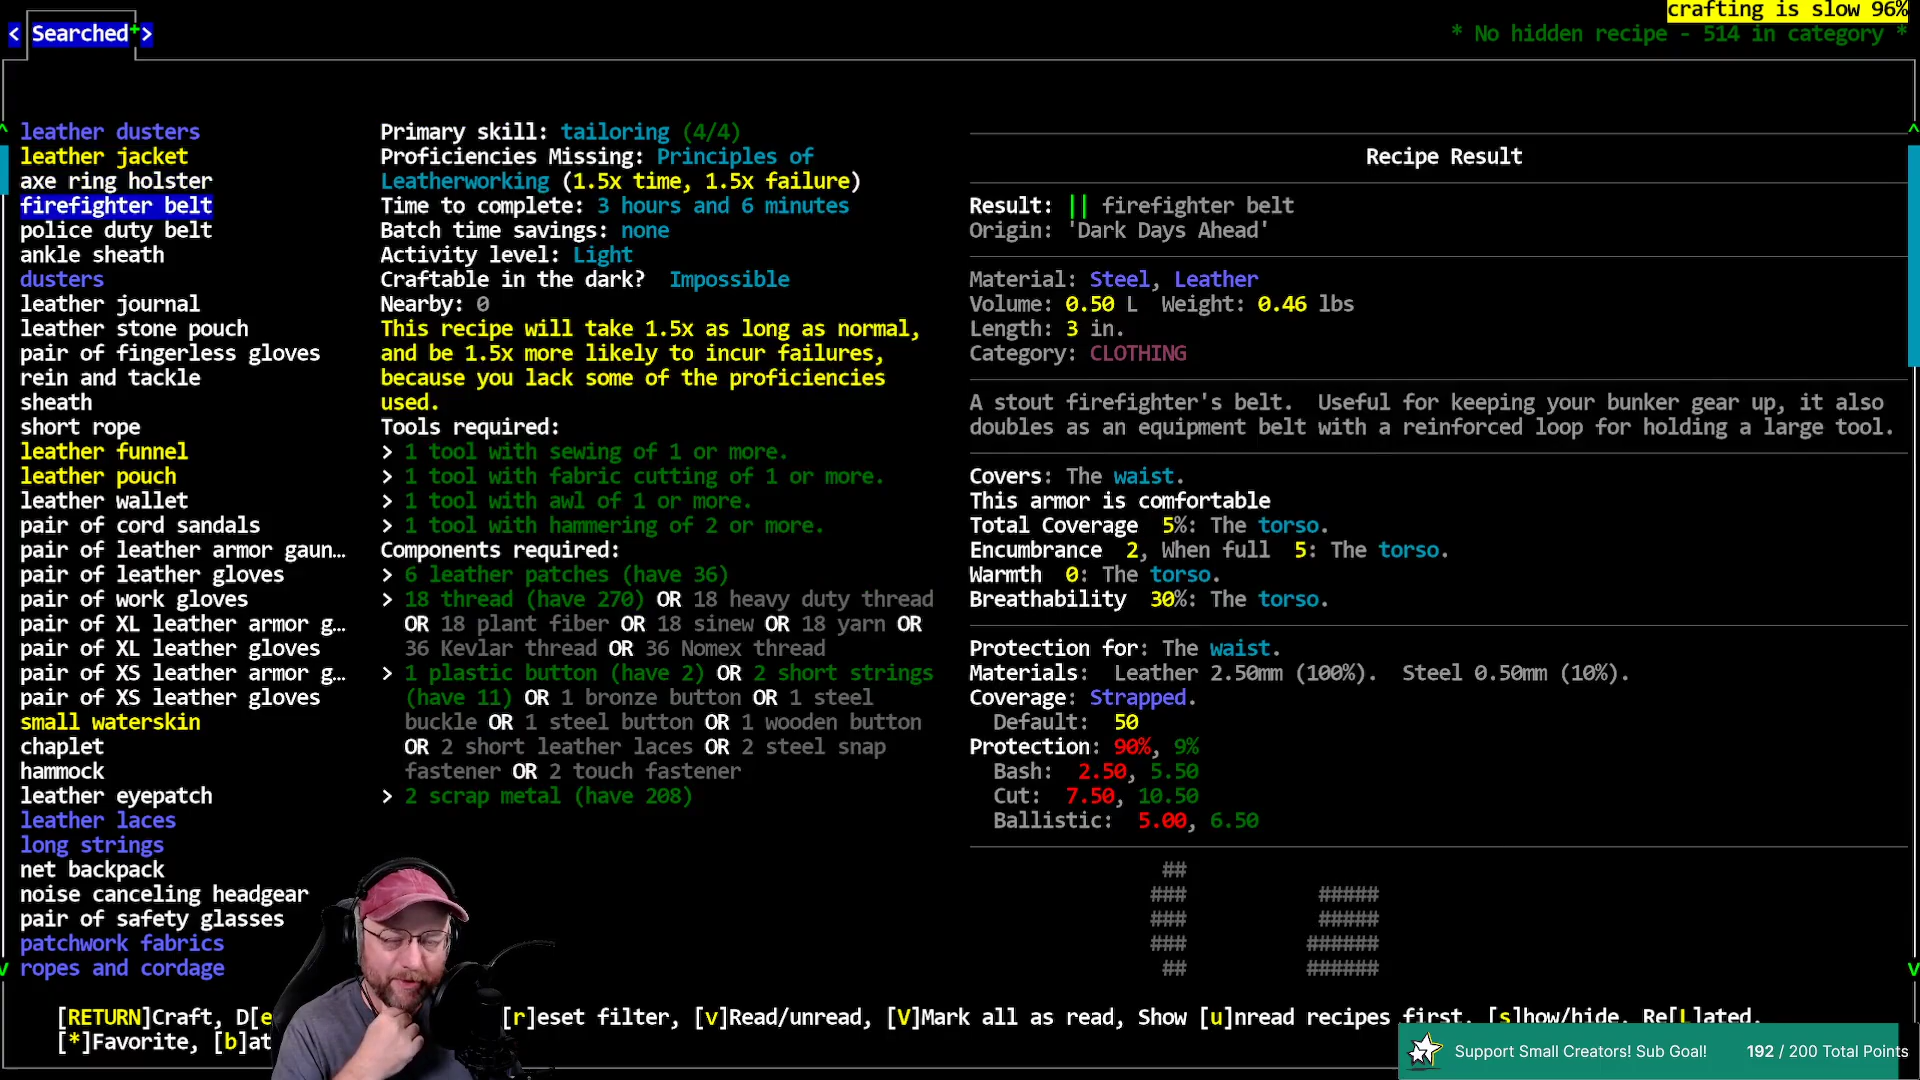 crafting is slow 96%
< Searched+>
* No hidden recipe - 514 in category *
leather dusters
leather jacket
axe ring holster
firefighter belt
police duty belt
ankle sheath
dusters
leather journal
leather stone pouch
pair of fingerless gloves
rein and tackle
sheath
short rope
leather funnel
leather pouch
leather wallet
pair of cord sandals
pair of leather armor gaun…
pair of leather gloves
pair of work gloves
pair of XL leather armor g…
pair of XL leather gloves
pair of XS leather armor g…
pair of XS leather gloves
small waterskin
chaplet
hammock
leather eyepatch
leather laces
long strings
net backpack
noise canceling headgear
pair of safety glasses
patchwork fabrics
ropes and cordage
Primary skill: tailoring (4/4)
Proficiencies Missing: Principles of
Leatherworking (1.5x time, 1.5x failure)
Time to complete: 3 hours and 6 minutes
Batch time savings: none
Activity level: Light
Craftable in the dark? Impossible
Nearby: 0
This recipe will take 1.5x as long as normal,
and be 1.5x more likely to incur failures,
because you lack some of the proficiencies
used.
Tools required:
> 1 tool with sewing of 1 or more.
> 1 tool with fabric cutting of 1 or more.
> 1 tool with awl of 1 or more.
> 1 tool with hammering of 2 or more.
Components required:
> 6 leather patches (have 36)
> 18 thread (have 270) OR 18 heavy duty thread
OR 18 plant fiber OR 18 sinew OR 18 yarn OR
36 Kevlar thread OR 36 Nomex thread
> 1 plastic button (have 2) OR 2 short strings
(have 11) OR 1 bronze button OR 1 steel
buckle OR 1 steel button OR 1 wooden button
OR 2 short leather laces OR 2 steel snap
fastener OR 2 touch fastener
> 2 scrap metal (have 208)
Recipe Result
Result: || firefighter belt
Origin: 'Dark Days Ahead'
Material: Steel, Leather
Volume: 0.50 L Weight: 0.46 lbs
Length: 3 in.
Category: CLOTHING
A stout firefighter's belt. Useful for keeping your bunker gear up, it also
doubles as an equipment belt with a reinforced loop for holding a large tool.
Covers: The waist.
This armor is comfortable
Total Coverage 5%: The torso.
Encumbrance 2, When full 5: The torso.
Warmth 0: The torso.
Breathability 30%: The torso.
Protection for: The waist.
Materials: Leather 2.50mm (100%). Steel 0.50mm (10%).
Coverage: Strapped.
Default: 50
Protection: 90%, 9%
Bash: 2.50, 5.50
Cut: 7.50, 10.50
Ballistic: 5.00, 6.50
##
### #####
### #####
### ######
## ######
[RETURN]Craft, D[e [r]eset filter, [v]Read/unread, [V]Mark all as read, Show [u]nread recipes first, [s]how/hide, Re[L]ated,
[*]Favorite, [b]at
Support Small Creators! Sub Goal! 192 / 200 Total Points